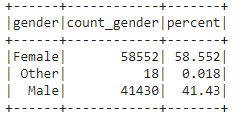 +------+------------+-------+
|gender|count_gender|percent|
+------+------------+-------+
|Female|       58552| 58.552|
| Other|          18|  0.018|
|  Male|       41430|  41.43|
+------+------------+-------+